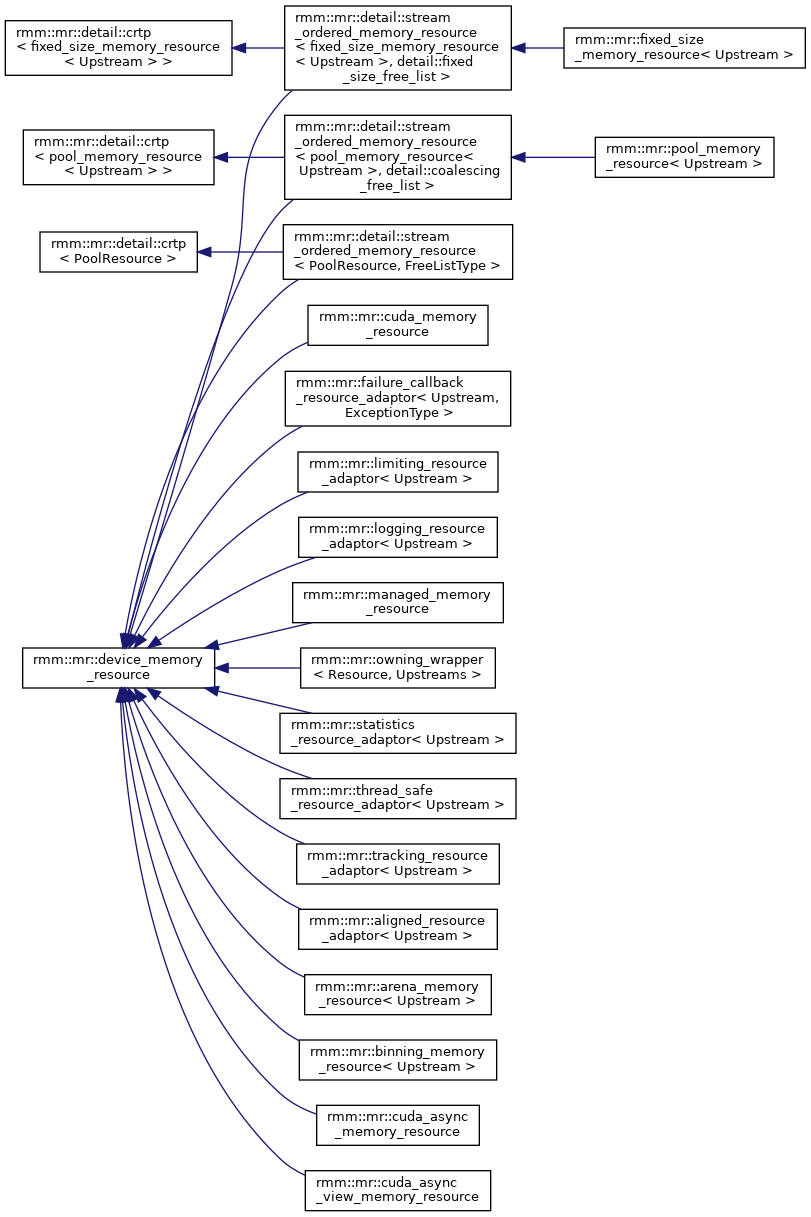 rmm::mr::detail::crtp
< fixed_size_memory_resource
< Upstream > >
rmm::mr::detail::stream
_ordered_memory_resource
< fixed_size_memory_resource
< Upstream >, detail::fixed
_size_free_list >
rmm::mr::fixed_size
_memory_resource< Upstream >
rmm::mr::detail::crtp
< pool_memory_resource
< Upstream > >
rmm::mr::detail::stream
_ordered_memory_resource
< pool_memory_resource<
Upstream >, detail::coalescing
_free_list >
rmm::mr::pool_memory
_resource< Upstream >
rmm::mr::detail::crtp
< PoolResource >
rmm::mr::detail::stream
_ordered_memory_resource
< PoolResource, FreeListType >
rmm::mr::cuda_memory
_resource
rmm::mr::failure_callback
_resource_adaptor< Upstream,
ExceptionType >
rmm::mr::limiting_resource
_adaptor< Upstream >
rmm::mr::logging_resource
_adaptor< Upstream >
rmm::mr::managed_memory
_resource
rmm::mr::device_memory
_resource
rmm::mr::owning_wrapper
< Resource, Upstreams >
rmm::mr::statistics
_resource_adaptor< Upstream >
rmm::mr::thread_safe
_resource_adaptor< Upstream >
rmm::mr::tracking_resource
_adaptor< Upstream >
rmm::mr::aligned_resource
_adaptor< Upstream >
rmm::mr::arena_memory
_resource< Upstream >
rmm::mr::binning_memory
_resource< Upstream >
rmm::mr::cuda_async
_memory_resource
rmm::mr::cuda_async
_view_memory_resource